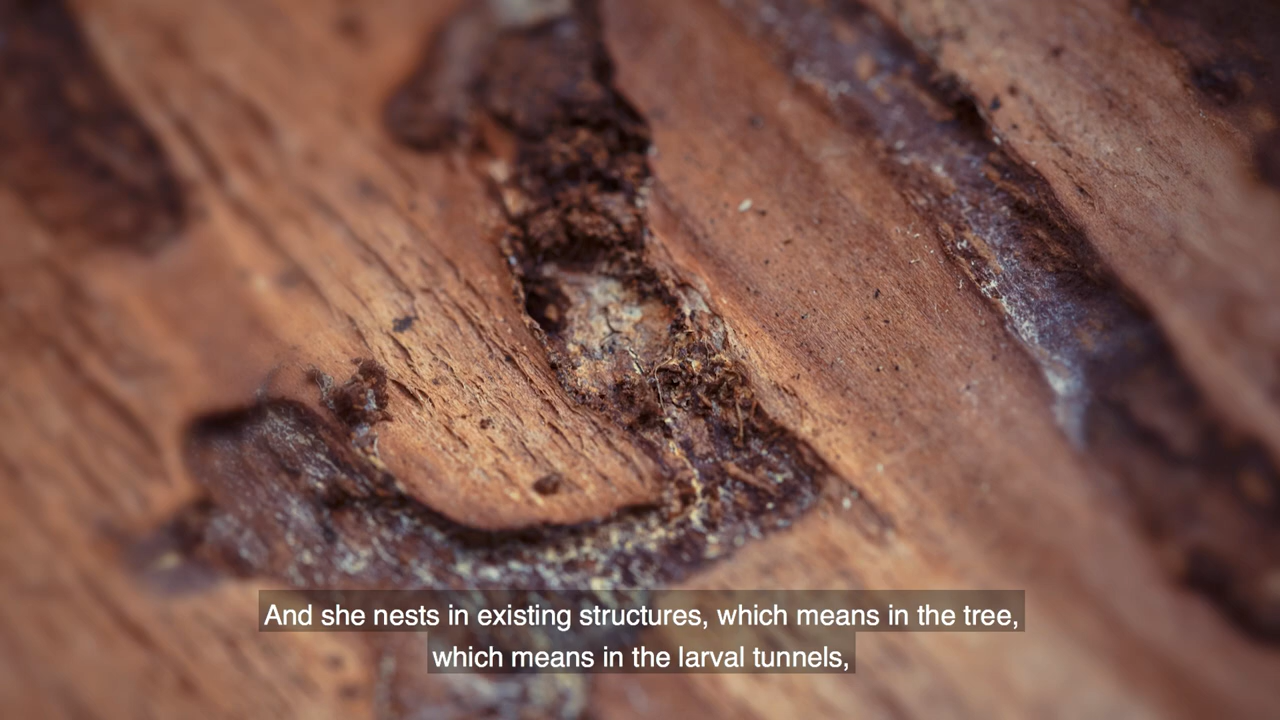 And she nests in existing structures, which means in the tree,
which means in the larval tunnels,